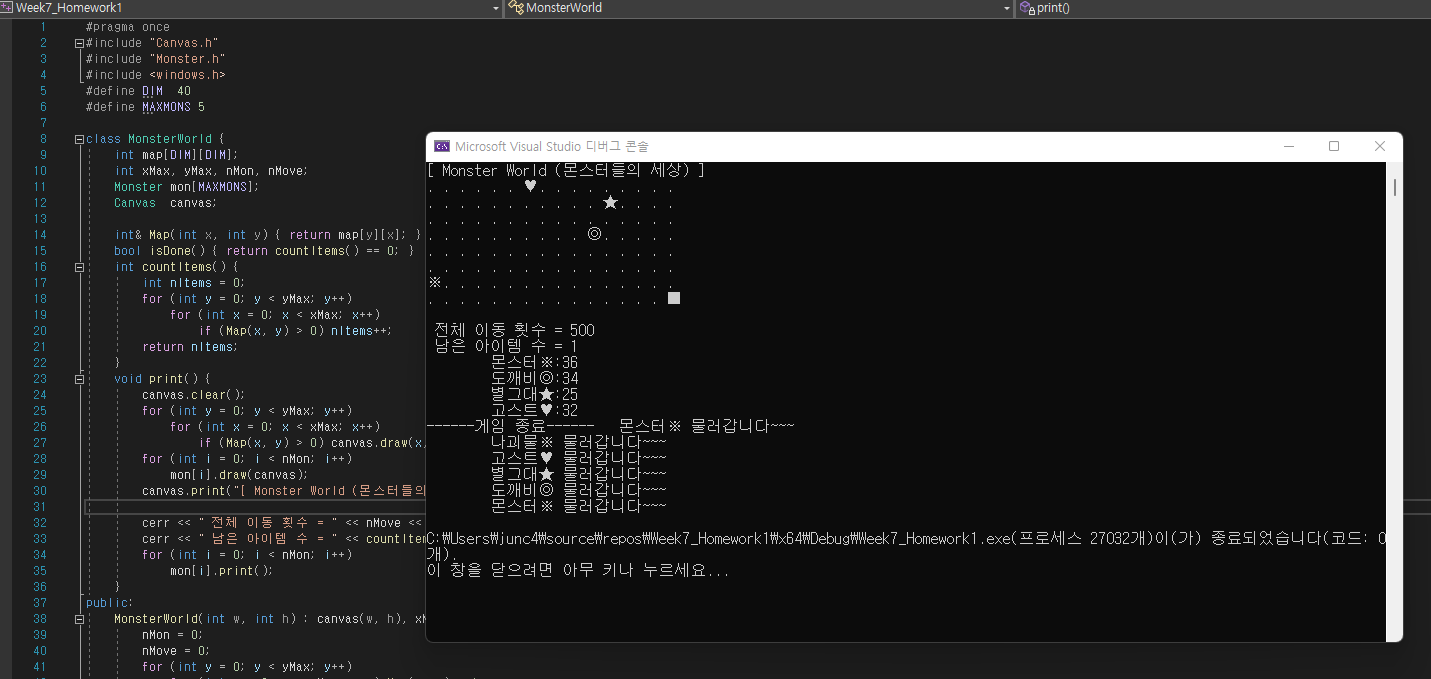 Week7_Homework1 MonsterWorld print()
1 #pragma once
2 #include "Canvas.h"
3 #include "Monster.h"
4 #include <windows.h>
5 #define DIM 40
6 #define MAXMONS 5
7
8 class MonsterWorld {
9 int map[DIM][DIM];
10 int xMax, yMax, nMon, nMove;
11 Monster mon[MAXMONS];
12 Canvas canvas;
13
14 int& Map(int x, int y) { return map[y][x]; }
15 bool isDone() { return countItems() == 0; }
16 int countItems() {
17 int nItems = 0;
18 for (int y = 0; y < yMax; y++)
19 for (int x = 0; x < xMax; x++)
20 if (Map(x, y) > 0) nItems++;
21 return nItems;
22 }
23 void print() {
24 canvas.clear();
25 for (int y = 0; y < yMax; y++)
26 for (int x = 0; x < xMax; x++)
27 if (Map(x, y) > 0) canvas.draw(x,
28 for (int i = 0; i < nMon; i++)
29 mon[i].draw(canvas);
30 canvas.print("[ Monster World (몬스터들의
31
32 cerr << " 전체 이동 횟수 = " << nMove <<
33 cerr << " 남은 아이템 수 = " << countItem
34 for (int i = 0; i < nMon; i++)
35 mon[i].print();
36 }
37 public:
38 MonsterWorld(int w, int h) : canvas(w, h), xM
39 nMon = 0;
40 nMove = 0;
41 for (int y = 0; y < yMax; y++)
Microsoft Visual Studio 디버그 콘솔
[ Monster World (몬스터들의 세상) ]
. . . . . . ♥. . . . . . . . .
. . . . . . . . . . . ★. . . .
. . . . . . . . . . . . . . . .
. . . . . . . . . . ◎. . . . .
. . . . . . . . . . . . . . . .
. . . . . . . . . . . . . . . .
※. . . . . . . . . . . . . . .
. . . . . . . . . . . . . . . ■
전체 이동 횟수 = 500
남은 아이템 수 = 1
몬스터※:36
도깨비◎:34
별그대★:25
고스트♥:32
------게임 종료------ 몬스터※ 물러갑니다~~~
나괴물※ 물러갑니다~~~
고스트♥ 물러갑니다~~~
별그대★ 물러갑니다~~~
도깨비◎ 물러갑니다~~~
몬스터※ 물러갑니다~~~
C:₩Users₩junc4₩source₩repos₩Week7_Homework1₩x64₩Debug₩Week7_Homework1.exe(프로세스 27032개)이(가) 종료되었습니다(코드: 0
개).
이 창을 닫으려면 아무 키나 누르세요...